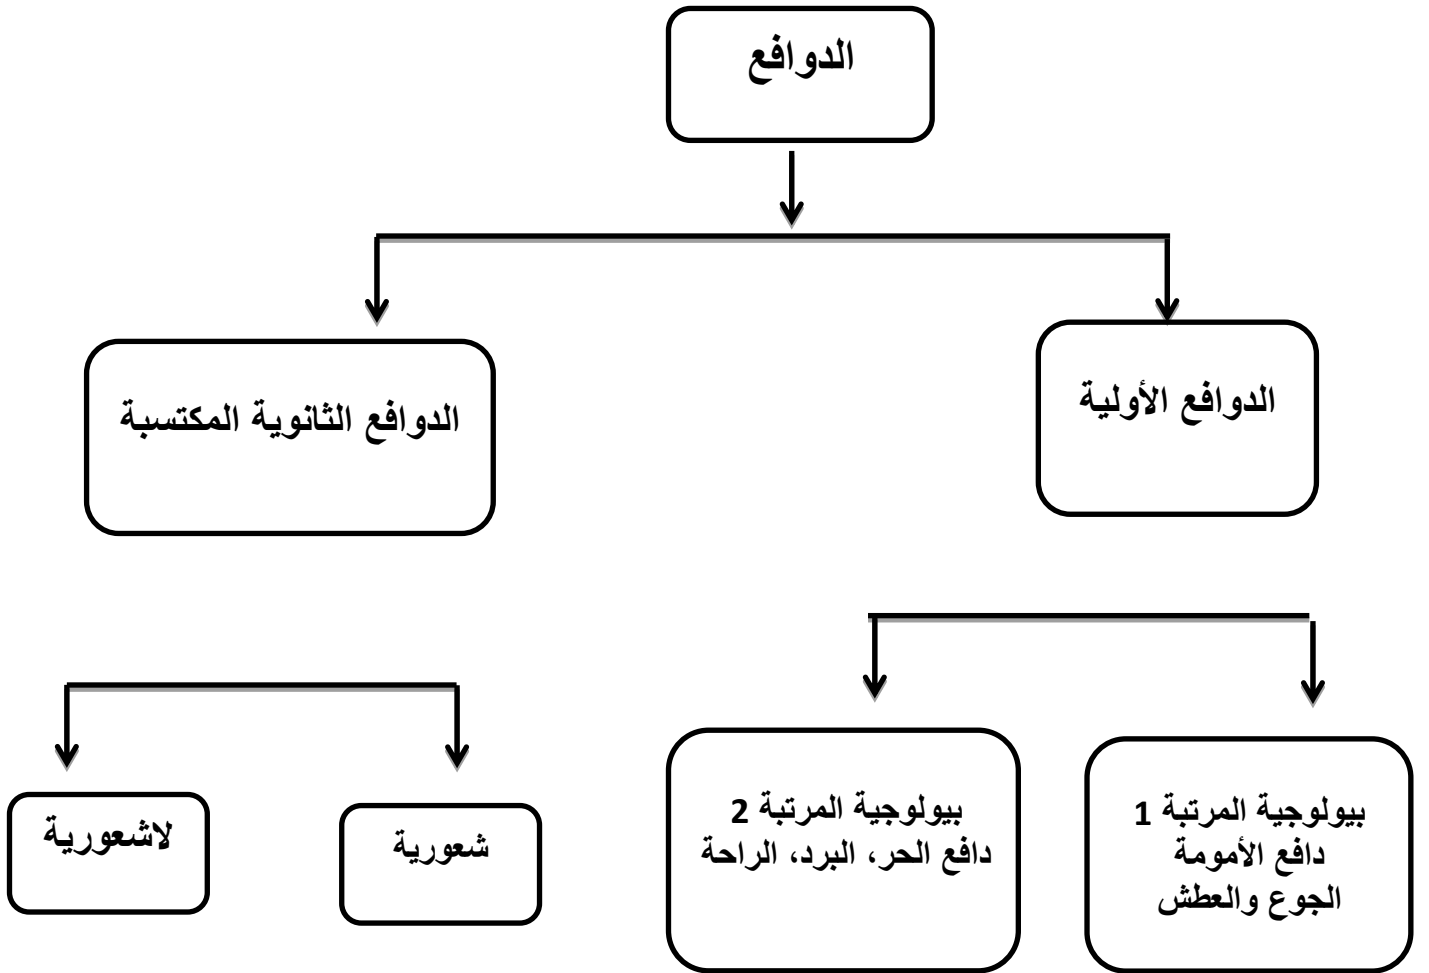 الدوافع
الدوافع الأولية
الدوافع الثانوية المكتسبة
بيولوجية المرتبة 1
دافع الأمومة
الجوع والعطش
بيولوجية المرتبة 2
دافع الحر، البرد، الراحة
شعورية
لاشعورية